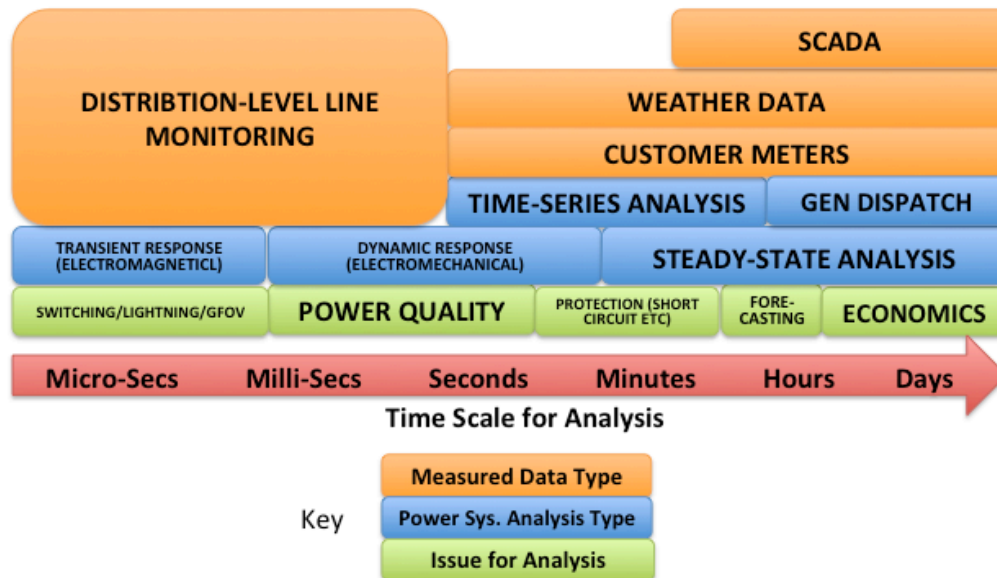 SCADA
DISTRIBTION-LEVEL LINE
MONITORING
WEATHER DATA
CUSTOMER METERS
TIME-SERIES ANALYSIS
GEN DISPATCH
TRANSIENT RESPONSE
(ELECTROMAGNETICL)
DYNAMIC RESPONSE
(ELECTROMECHANICAL)
STEADY-STATE ANALYSIS
SWITCHING/LIGHTNING/GFOV
POWER QUALITY
PROTECTION (SHORT
CIRCUIT ETC)
FORE-
CASTING
ECONOMICS
Micro-Secs Milli-Secs Seconds Minutes Hours Days
Time Scale for Analysis
Key
Measured Data Type
Power Sys. Analysis Type
Issue for Analysis